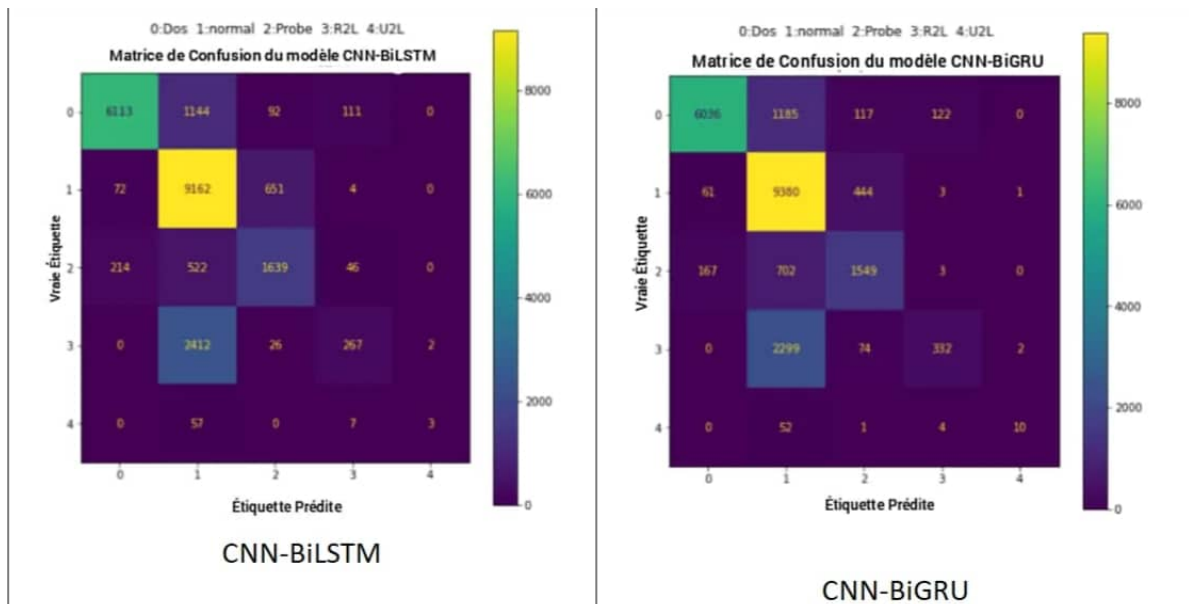 0:Dos 1:normal 2:Probe 3:R2L 4:U2L
Matrice de Confusion du modèle CNN-BiLSTM
0 6113 1144 92 111 0
1 72 9162 651 4 0
2 214 522 1639 46 0
3 0 2412 26 267 2
4 0 57 0 7 3
0 1 2 3 4
Vraie Étiquette
Étiquette Prédite
8000
6000
4000
2000
0
CNN-BiLSTM
0:Dos 1:normal 2:Probe 3:R2L 4:U2L
Matrice de Confusion du modèle CNN-BiGRU
0 6036 1185 117 122 0
1 61 9380 444 3 1
2 167 702 1549 3 0
3 0 2299 74 332 2
4 0 52 1 4 10
0 1 2 3 4
Vraie Étiquette
Étiquette Prédite
8000
6000
4000
2000
0
CNN-BiGRU